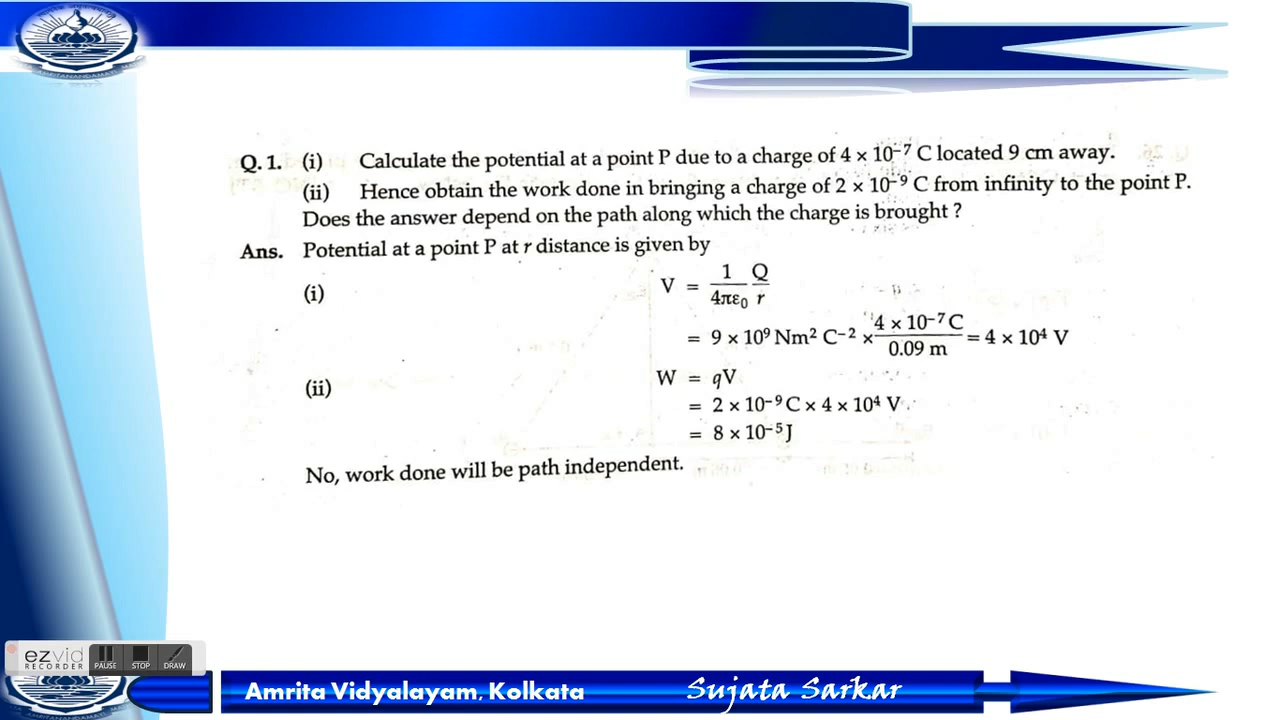 Q. 1. (i) Calculate the potential at a point P due to a charge of 4 × 10⁻⁷ C located 9 cm away.
(ii) Hence obtain the work done in bringing a charge of 2 × 10⁻⁹ C from infinity to the point P.
Does the answer depend on the path along which the charge is brought ?
Ans. Potential at a point P at r distance is given by
(i) V = 1/4πε₀ Q/r
= 9 × 10⁹ Nm² C⁻² × 4 × 10⁻⁷ C/0.09 m = 4 × 10⁴ V
(ii) W = qV
= 2 × 10⁻⁹ C × 4 × 10⁴ V
= 8 × 10⁻⁵ J
No, work done will be path independent.
ezvid
RECORDER
PAUSE STOP DRAW
Amrita Vidyalayam, Kolkata Sujata Sarkar